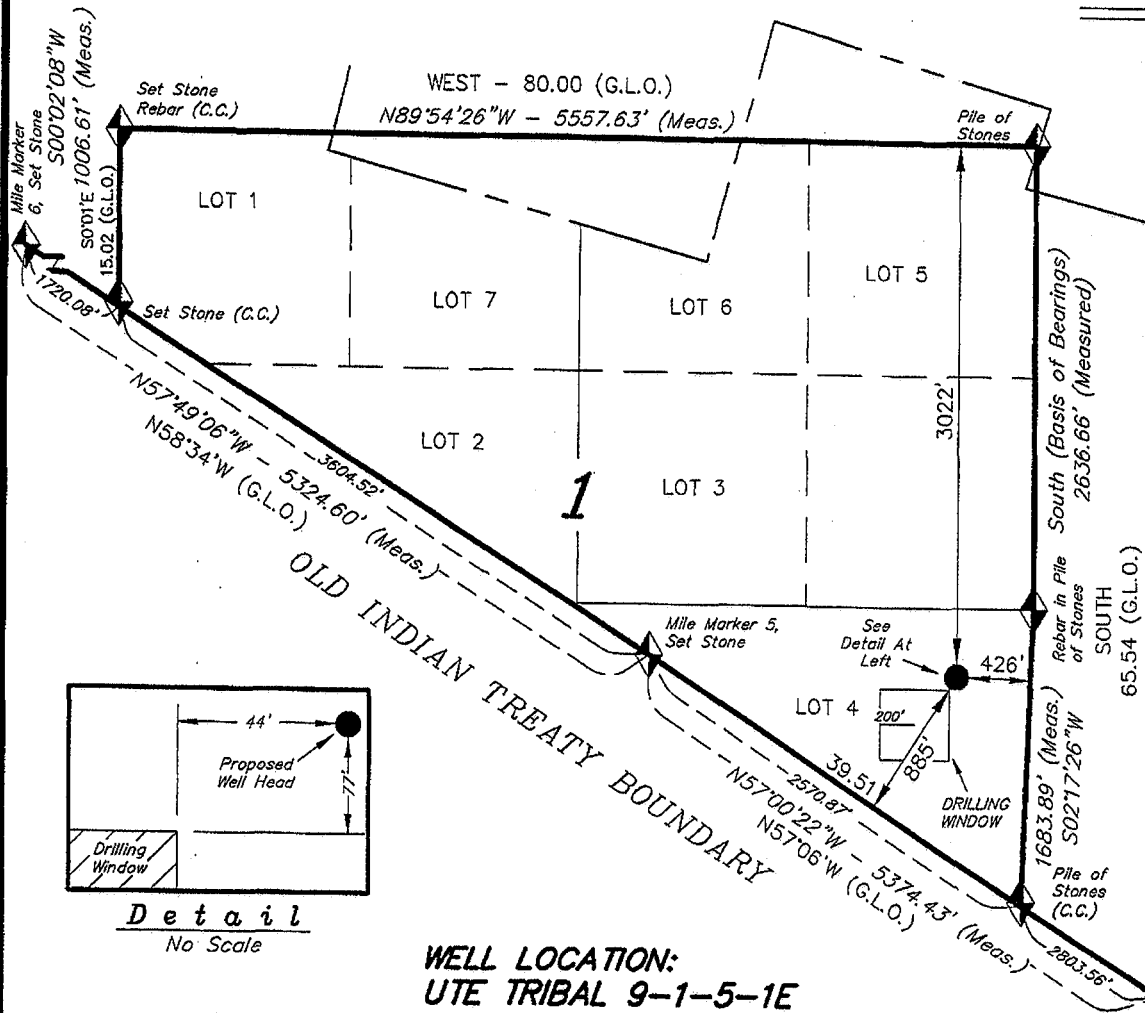 WEST - 80.00 (G.L.O.)
N89°54'26"W - 5557.63' (Meas.)
Set Stone
Rebar (C.C.)
Pile of
Stones
Mile Marker
6, Set Stone
S00°02'08"W
1006.61' (Meas.)
S0°01'E
15.02 (G.L.O.)
1720.08'
Set Stone (C.C.)
LOT 1
LOT 7
LOT 6
LOT 5
LOT 2
LOT 3
1
3022'
South (Basis of Bearings)
2636.66' (Measured)
Rebar in Pile
of Stones
SOUTH
65.54 (G.L.O.)
N57°49'06"W - 5324.60' (Meas.)
N58°34'W (G.L.O.)
3604.52'
OLD INDIAN TREATY BOUNDARY
Mile Marker 5,
Set Stone
See
Detail At
Left
426'
LOT 4
200'
885'
39.51
DRILLING
WINDOW
2570.87'
N57°00'22"W - 5374.43' (Meas.)
N57°06'W (G.L.O.)
1683.89' (Meas.)
S02°17'26"W
Pile of
Stones
(C.C.)
2803.56'
44'
Proposed
Well Head
77'
Drilling
Window
Detail
No Scale
WELL LOCATION:
UTE TRIBAL 9-1-5-1E